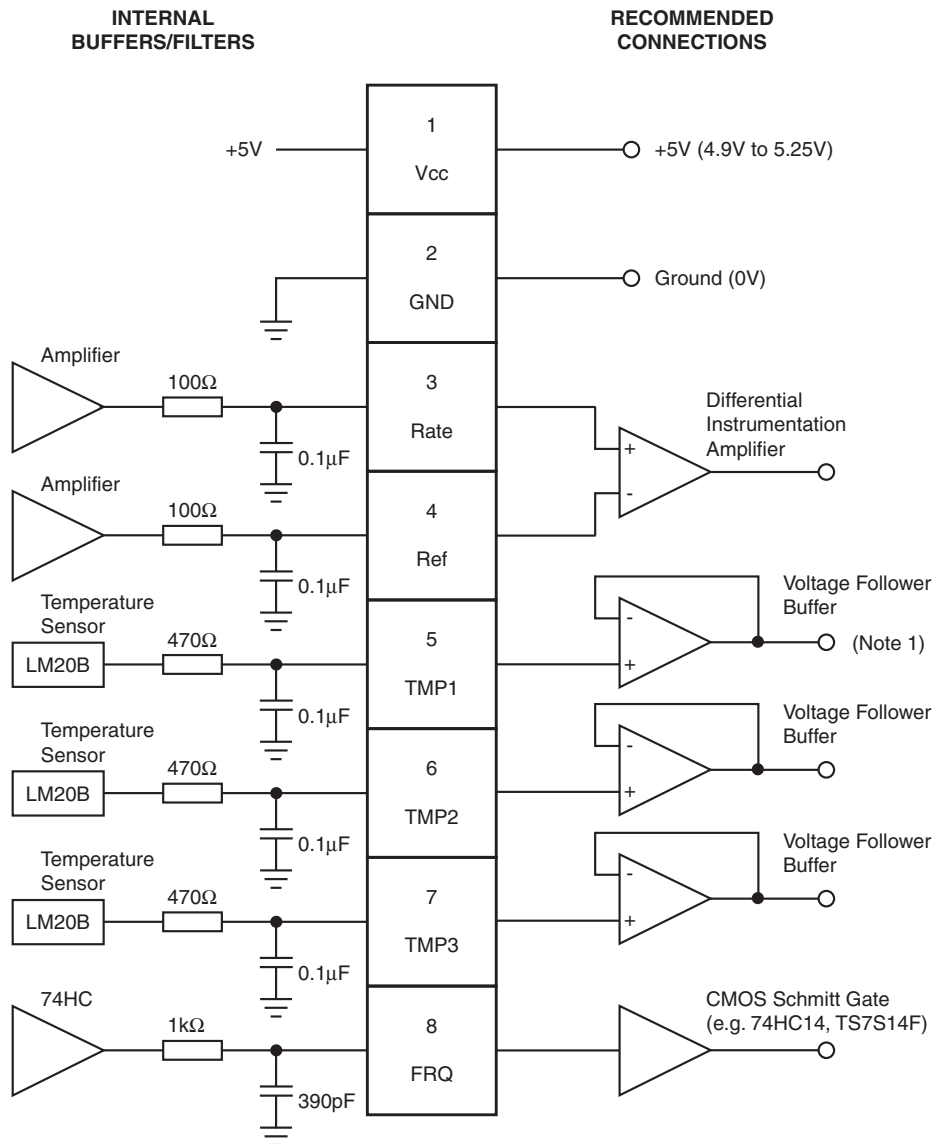 INTERNAL
BUFFERS/FILTERS
RECOMMENDED
CONNECTIONS
+5V
1
Vcc
+5V (4.9V to 5.25V)
2
GND
Ground (0V)
Amplifier
100Ω
0.1µF
3
Rate
Differential
Instrumentation
Amplifier
+
-
Amplifier
100Ω
0.1µF
4
Ref
Temperature
Sensor
LM20B
470Ω
0.1µF
5
TMP1
-
+
Voltage Follower
Buffer
(Note 1)
Temperature
Sensor
LM20B
470Ω
0.1µF
6
TMP2
-
+
Voltage Follower
Buffer
Temperature
Sensor
LM20B
470Ω
0.1µF
7
TMP3
-
+
Voltage Follower
Buffer
74HC
1kΩ
390pF
8
FRQ
CMOS Schmitt Gate
(e.g. 74HC14, TS7S14F)